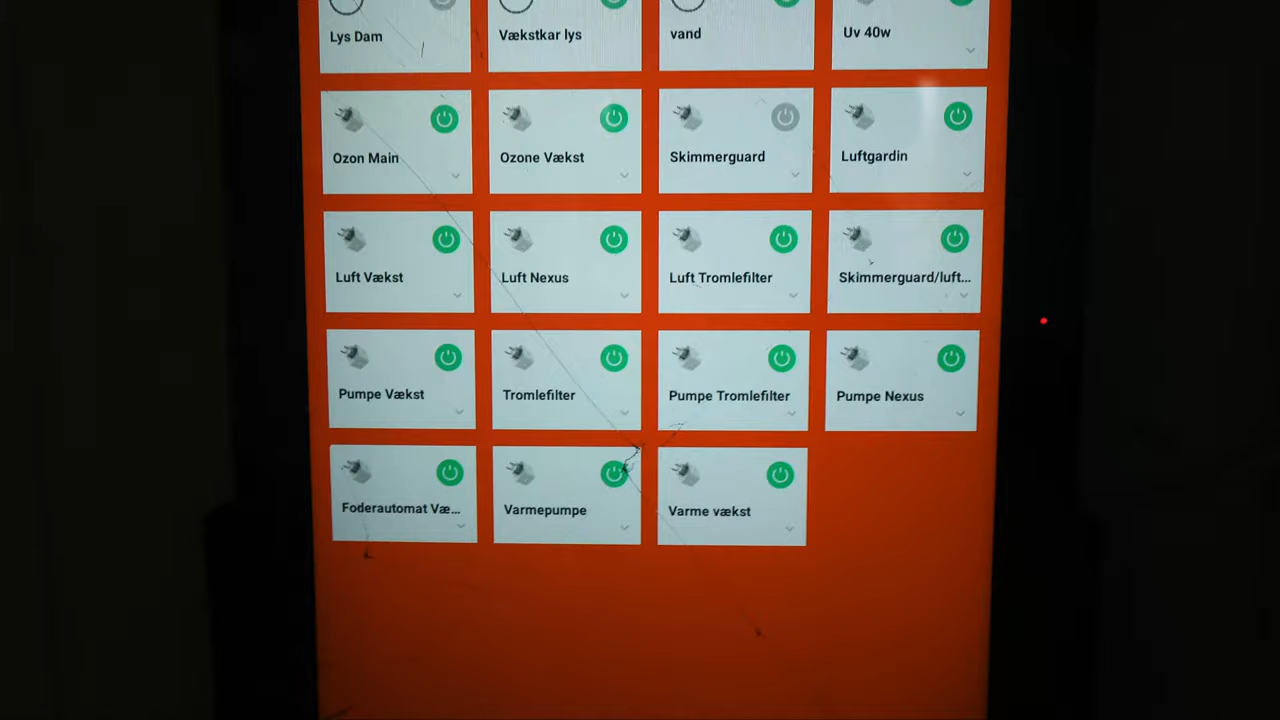 Lys Dam
Vækstkar lys
vand
Uv 40w
Ozon Main
Ozone Vækst
Skimmerguard
Luftgardin
Luft Vækst
Luft Nexus
Luft Tromlefilter
Skimmerguard/luft...
Pumpe Vækst
Tromlefilter
Pumpe Tromlefilter
Pumpe Nexus
Foderautomat Væ...
Varmepumpe
Varme vækst